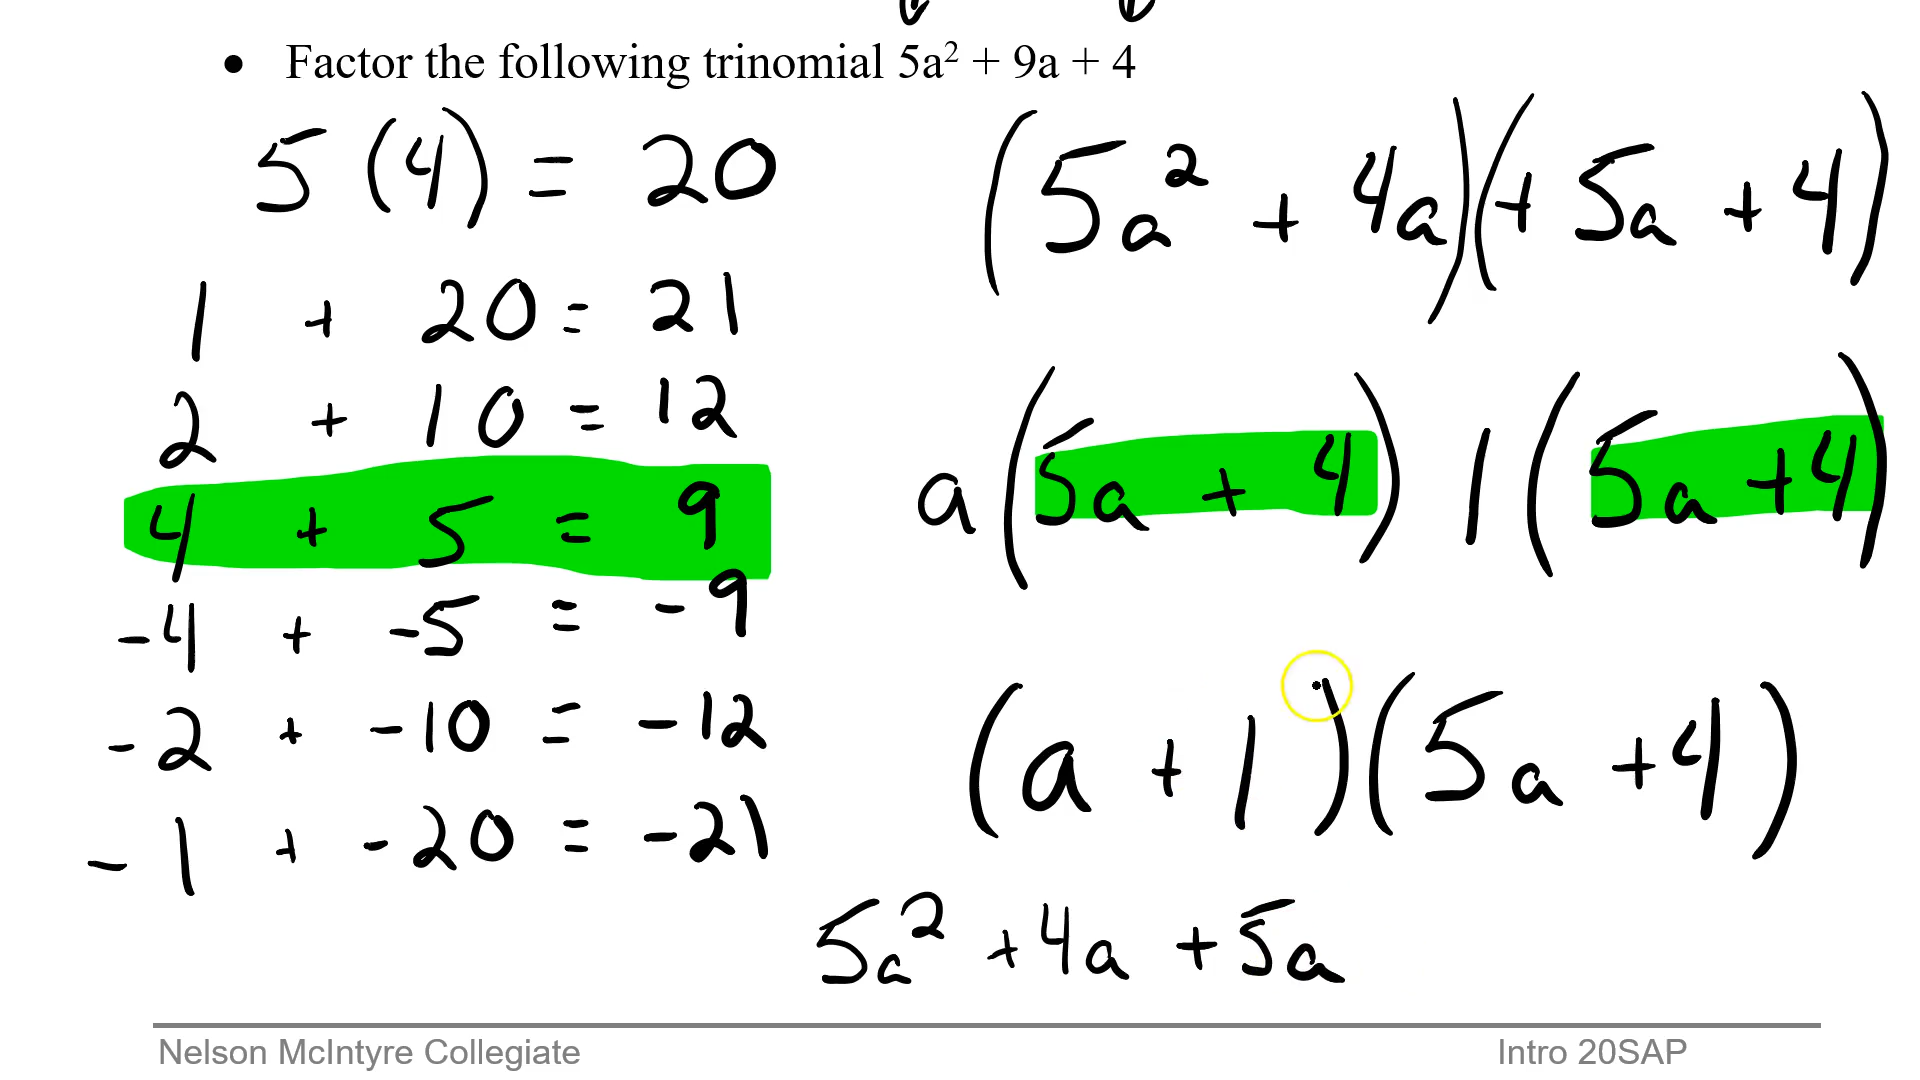 • Factor the following trinomial 5a² + 9a + 4
5 (4) = 20
1 + 20 = 21
2 + 10 = 12
4 + 5 = 9
-4 + -5 = -9
-2 + -10 = -12
-1 + -20 = -21
(5a² + 4a)(+ 5a + 4)
a(5a + 4) 1(5a +4)
(a + 1)(5a +4)
5a² +4a +5a
Nelson McIntyre Collegiate
Intro 20SAP